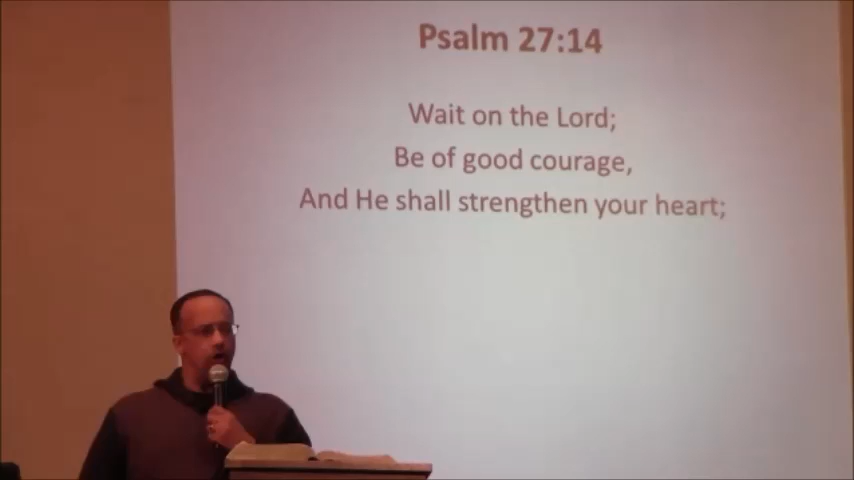 Psalm 27:14
Wait on the Lord;
Be of good courage,
And He shall strengthen your heart;